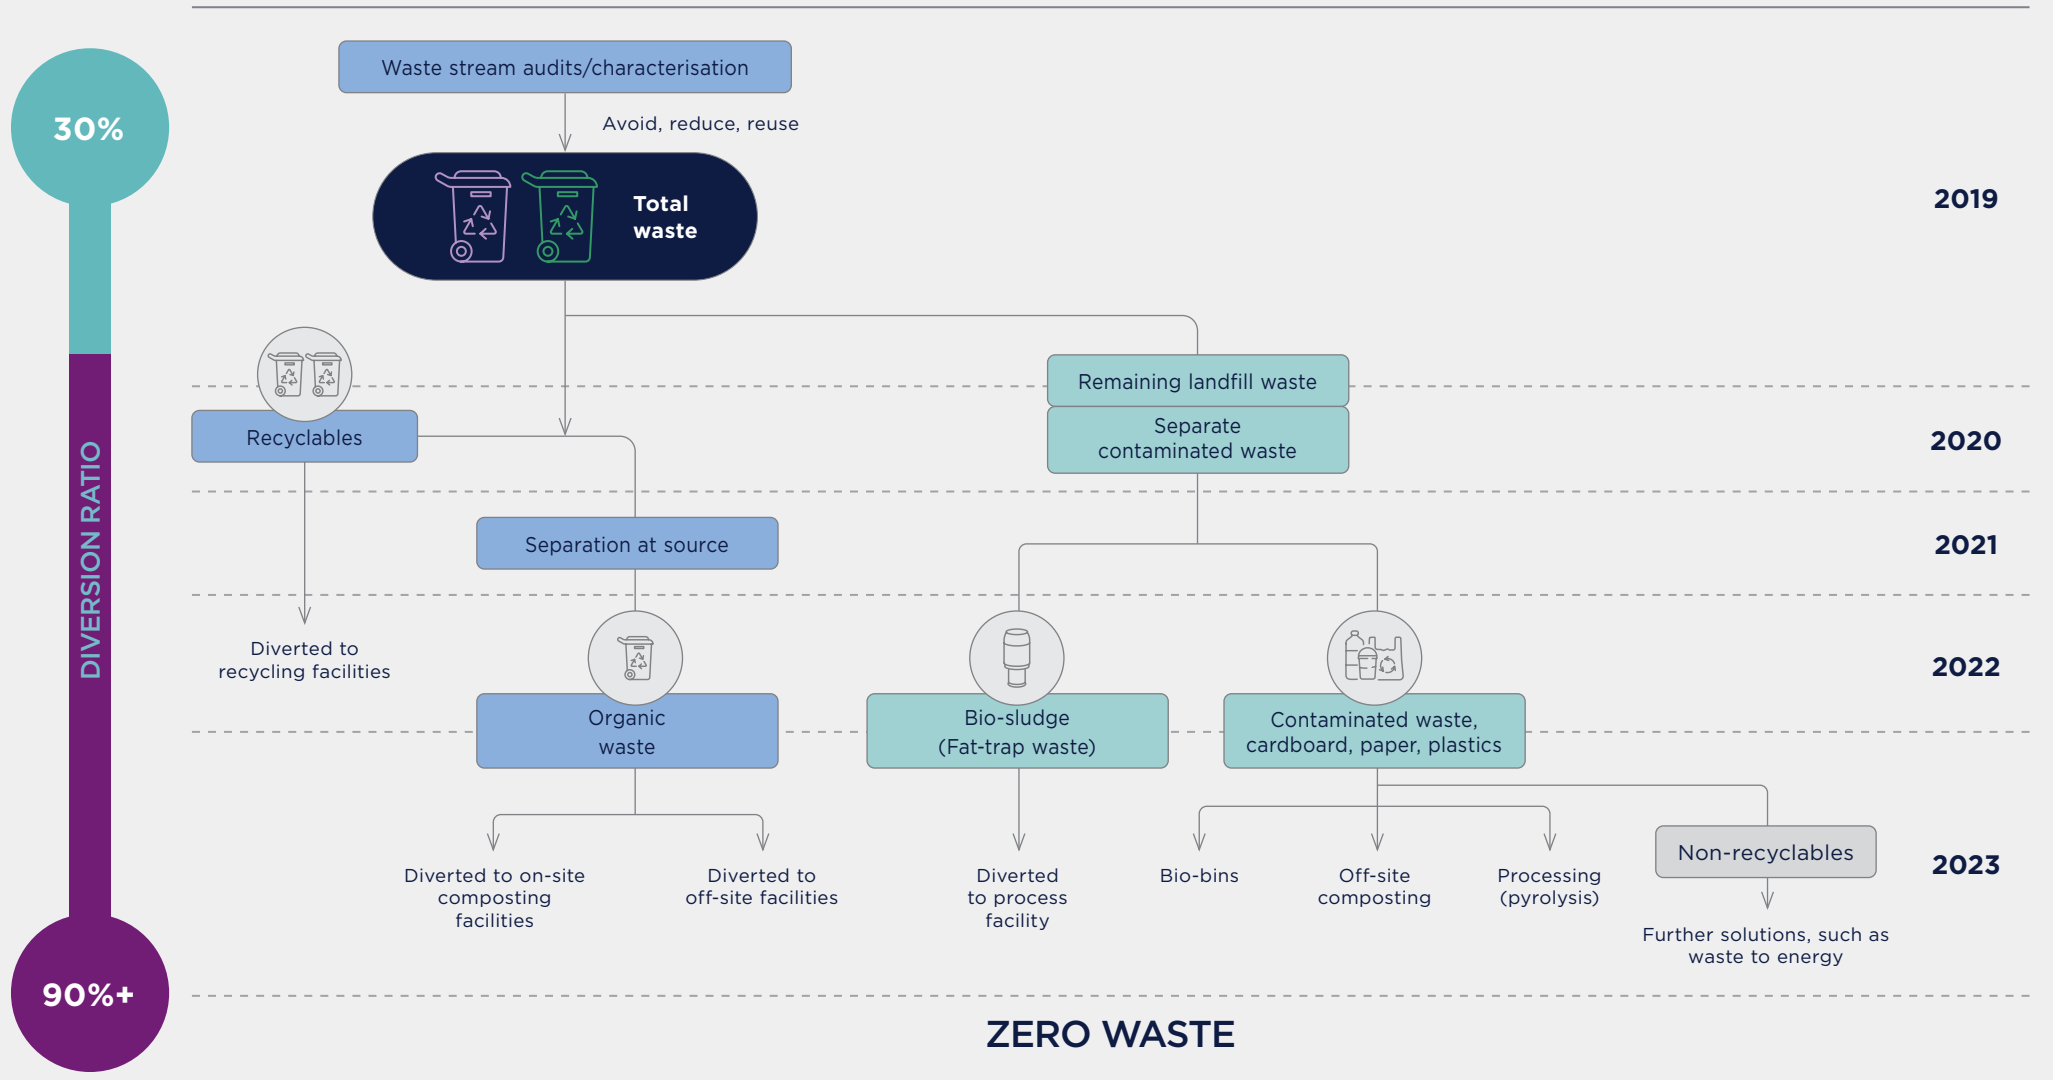 Waste stream audits/characterisation
30%
Avoid, reduce, reuse
Total
waste
2019
Remaining landfill waste
Recyclables
Separate
contaminated waste
2020
DIVERSION RATIO
Separation at source
2021
Diverted to
recycling facilities
2022
Organic
waste
Bio-sludge
(Fat-trap waste)
Contaminated waste,
cardboard, paper, plastics
Non-recyclables
2023
Diverted to on-site
composting
facilities
Diverted to
off-site facilities
Diverted
to process
facility
Bio-bins
Off-site
composting
Processing
(pyrolysis)
Further solutions, such as
waste to energy
90%+
ZERO WASTE